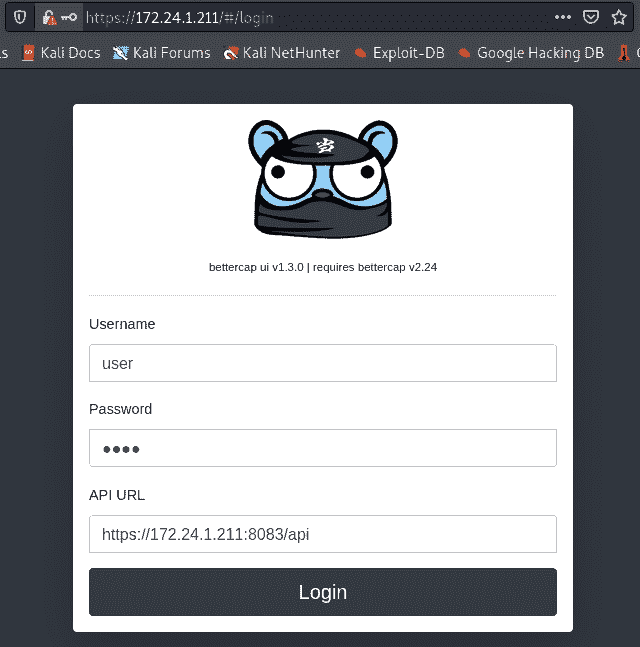 https://172.24.1.211/#/login
s Kali Docs Kali Forums Kali NetHunter Exploit-DB Google Hacking DB
bettercap ui v1.3.0 | requires bettercap v2.24
Username
user
Password
••••
API URL
https://172.24.1.211:8083/api
Login